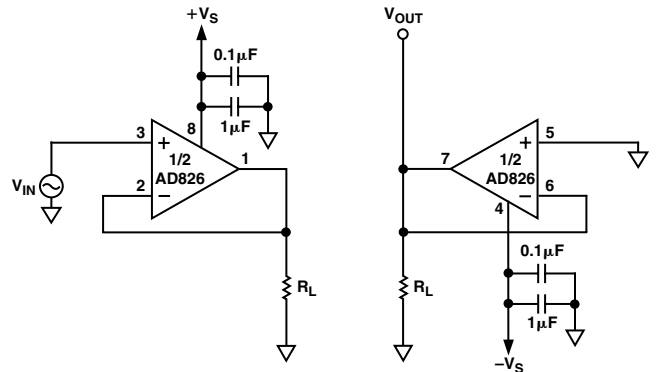 +VS
VOUT
0.1µF
1µF
3
8
+
1/2
AD826
1
2
−
VIN
RL
7
5
+
1/2
AD826
6
−
4
0.1µF
1µF
RL
−VS